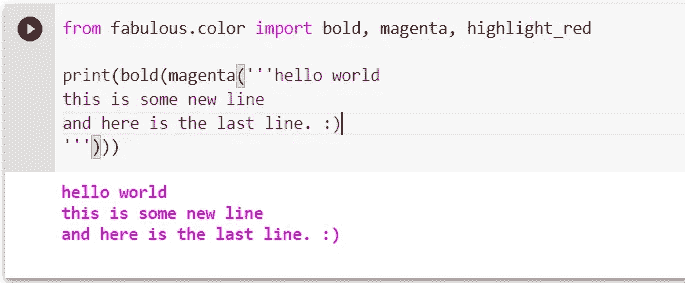 from fabulous.color import bold, magenta, highlight_red
print(bold(magenta('''hello world
this is some new line
and here is the last line. :)
''')))
hello world
this is some new line
and here is the last line. :)